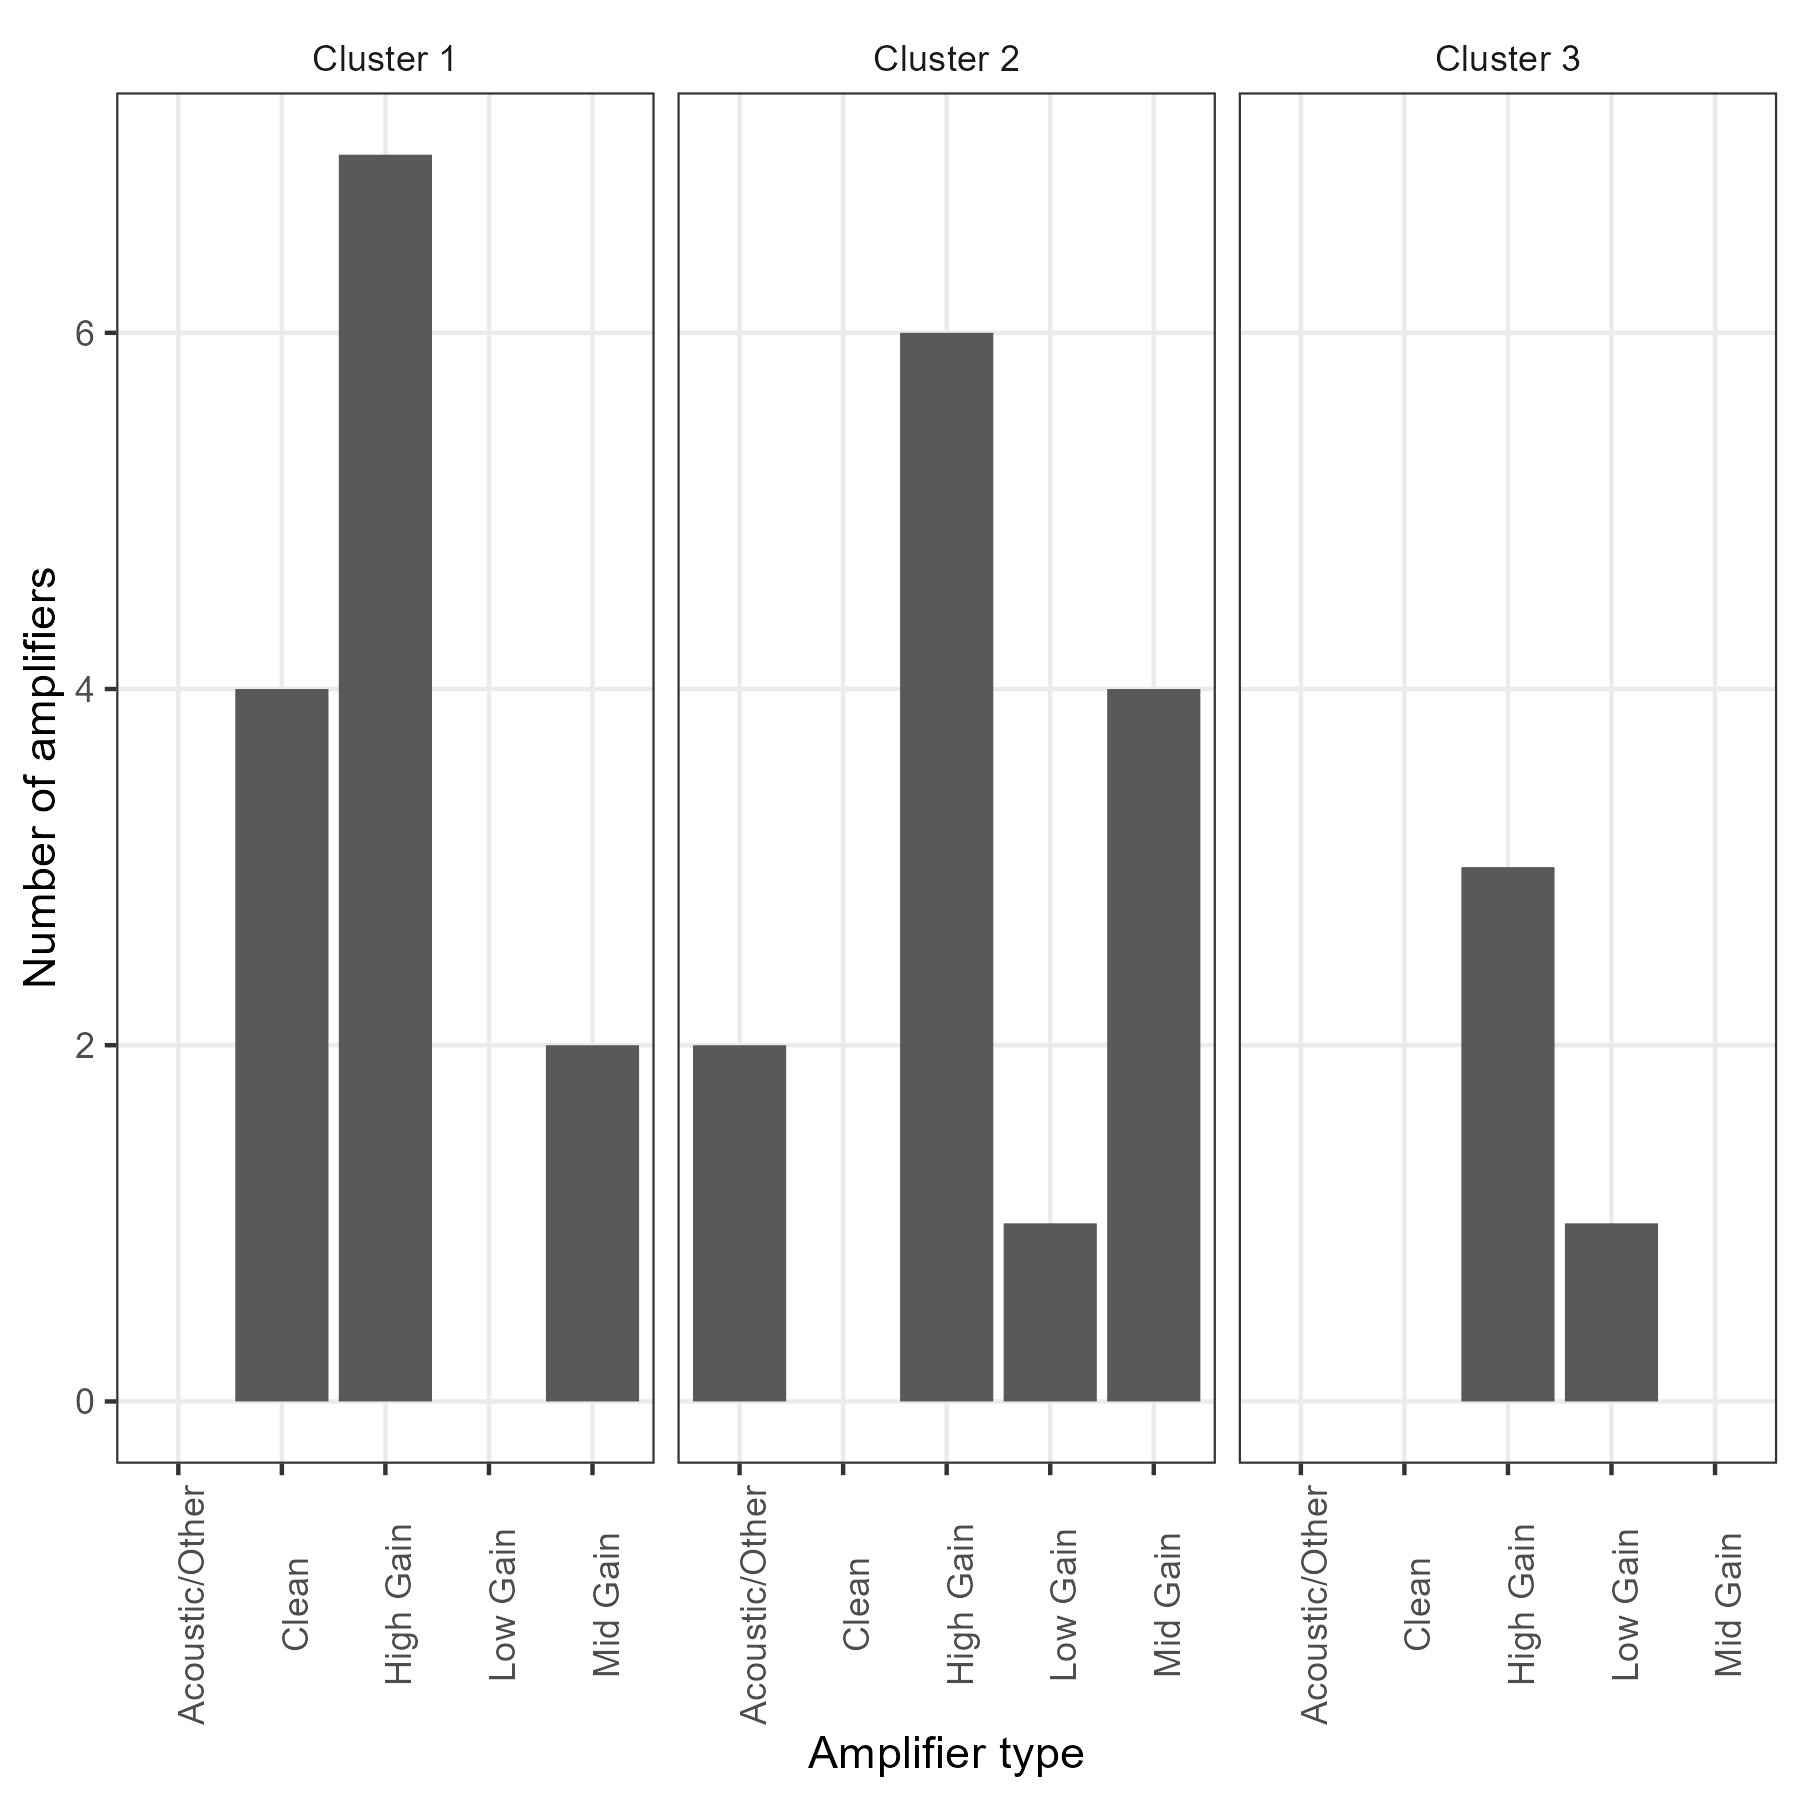 Cluster 1
Cluster 2
Cluster 3
Number of amplifiers
6
4
2
0
Acoustic/Other
Clean
High Gain
Low Gain
Mid Gain
Acoustic/Other
Clean
High Gain
Low Gain
Mid Gain
Acoustic/Other
Clean
High Gain
Low Gain
Mid Gain
Amplifier type